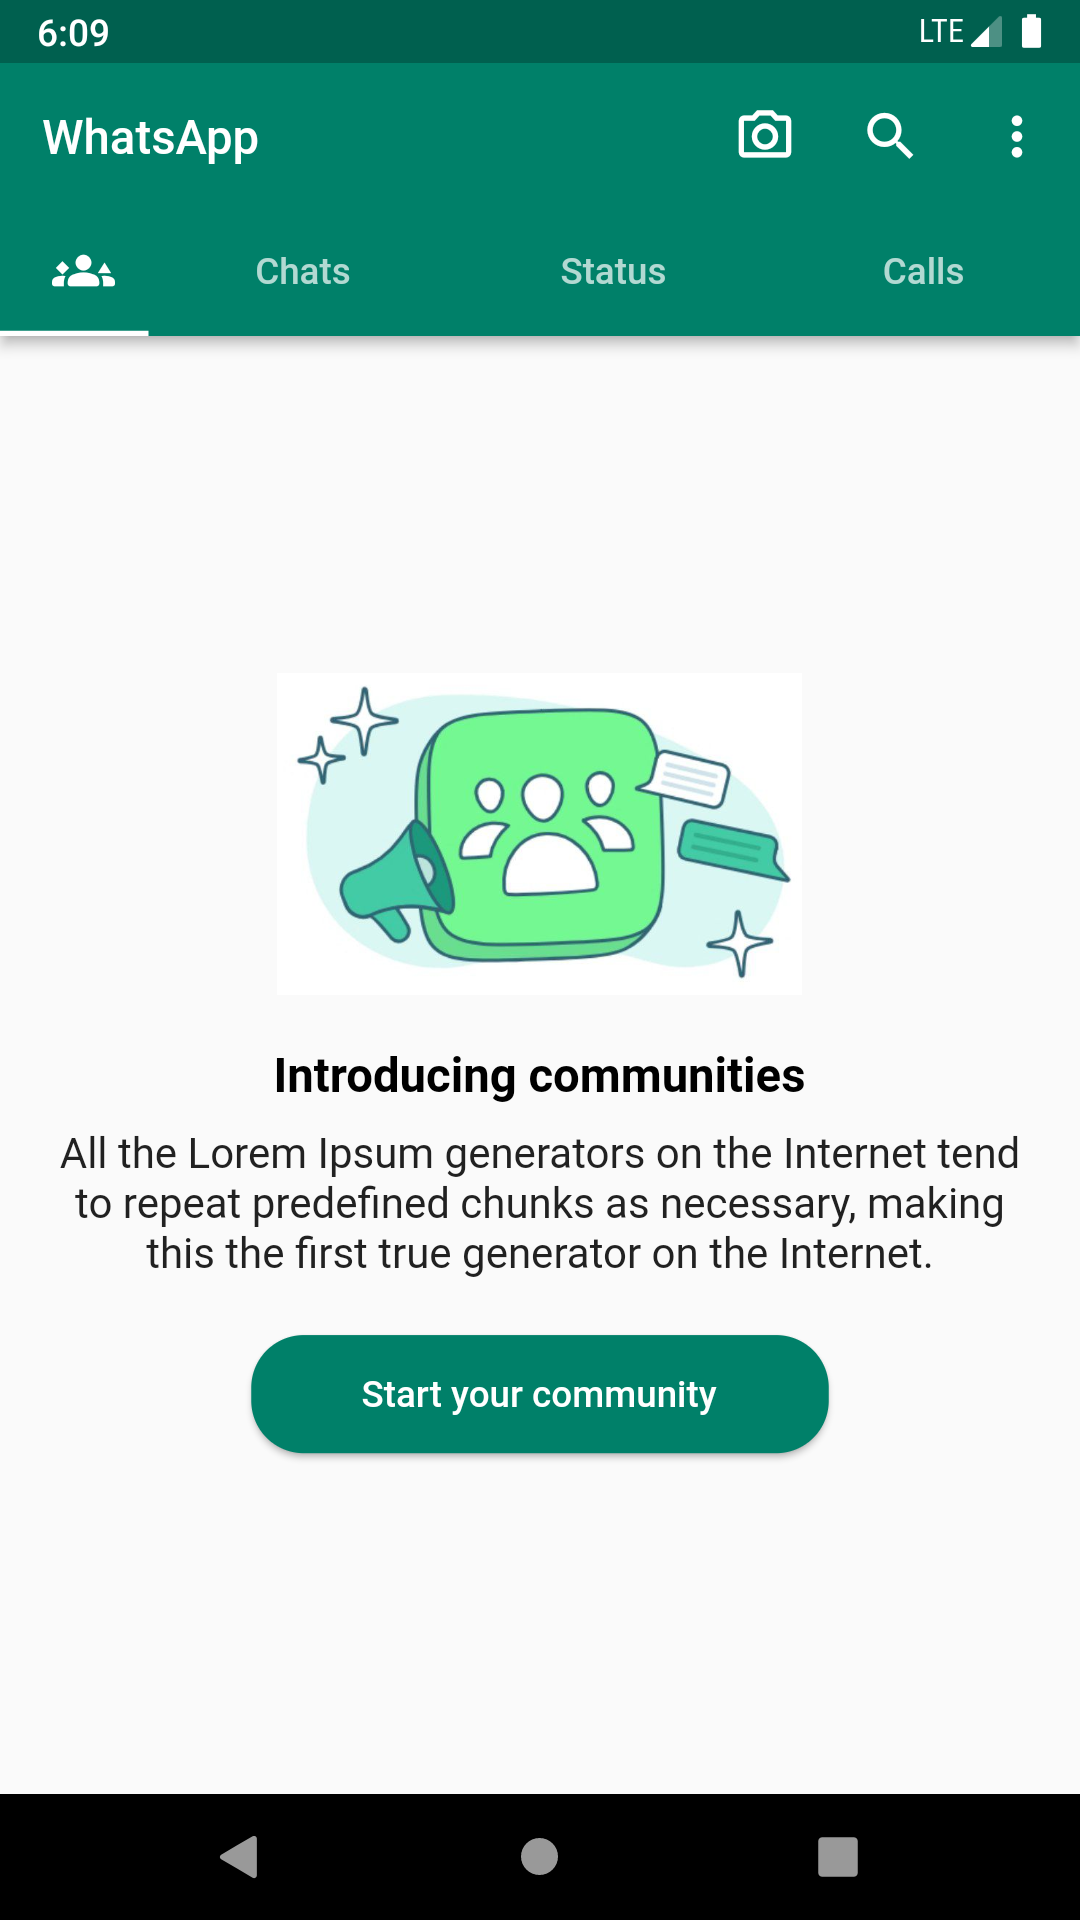 6:09
LTE
WhatsApp
Chats
Status
Calls
Introducing communities
All the Lorem Ipsum generators on the Internet tend
to repeat predefined chunks as necessary, making
this the first true generator on the Internet.
Start your community